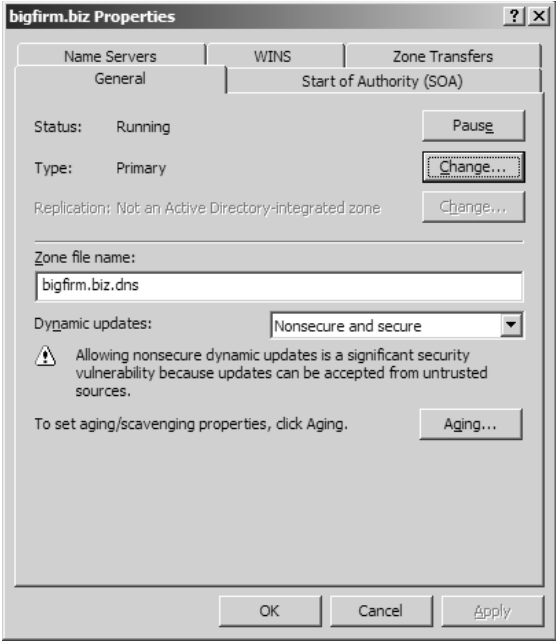 bigfirm.biz Properties
Name Servers WINS Zone Transfers
General Start of Authority (SOA)
Status: Running Pause
Type: Primary Change...
Replication: Not an Active Directory-integrated zone Change...
Zone file name:
bigfirm.biz.dns
Dynamic updates: Nonsecure and secure
Allowing nonsecure dynamic updates is a significant security
vulnerability because updates can be accepted from untrusted
sources.
To set aging/scavenging properties, click Aging. Aging...
OK Cancel Apply